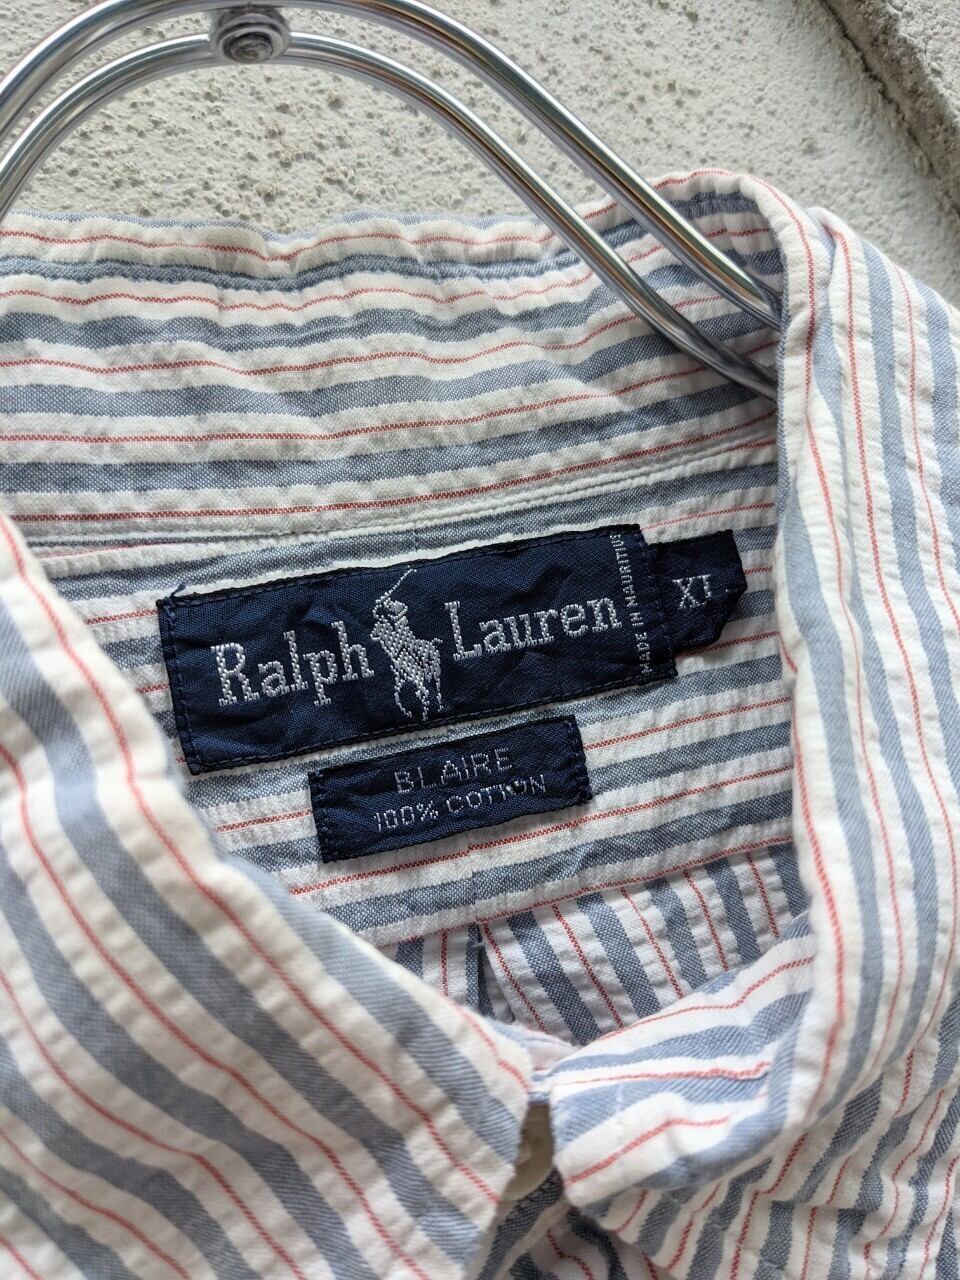 Ralph Lauren
MADE IN MAURITIUS
XL
BLAIRE
100% COTTON